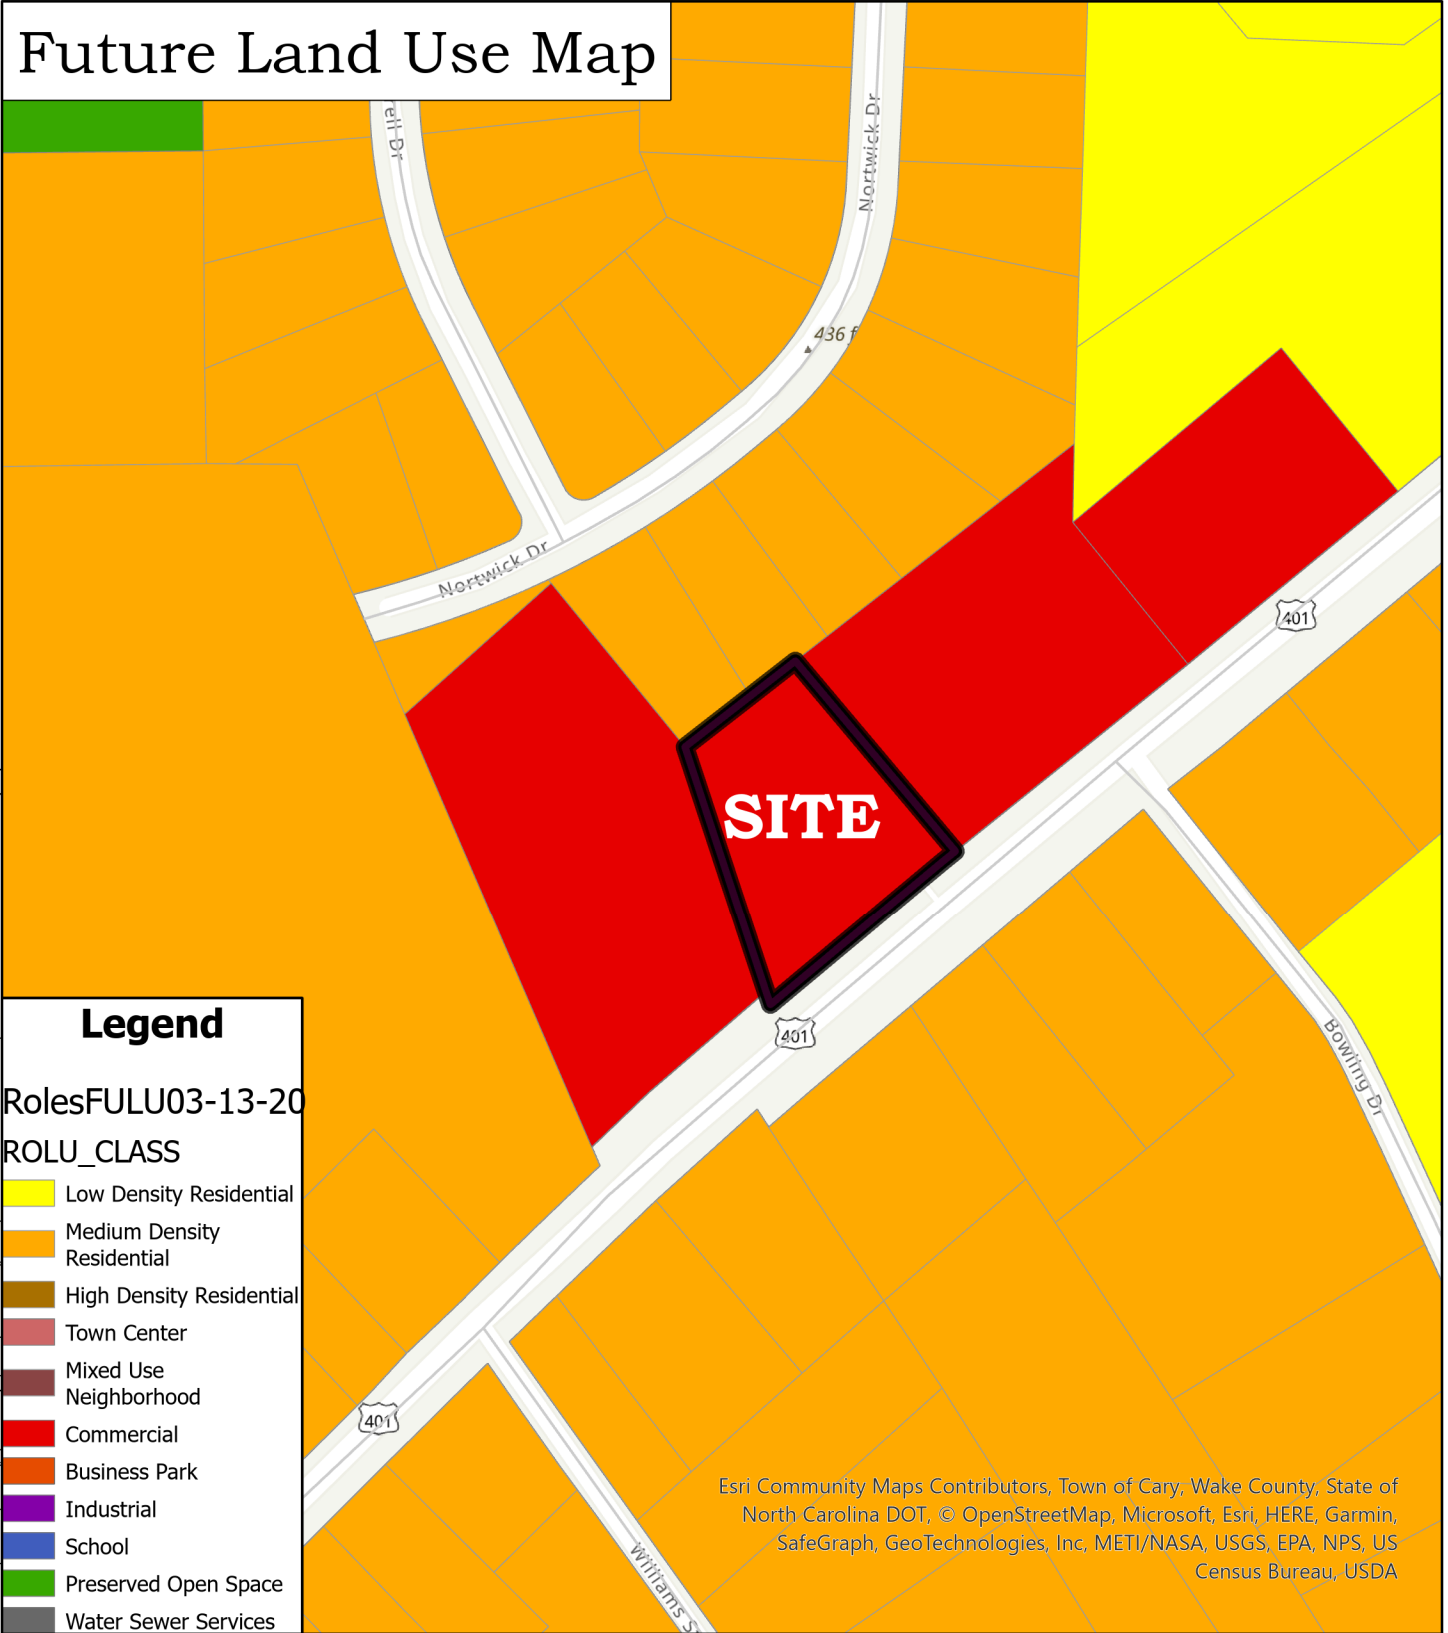 Future Land Use Map
rell Dr
Nortwick Dr
436 f
Nortwick Dr
401
SITE
401
Bowling Dr
401
Williams S
Legend
RolesFULU03-13-20
ROLU_CLASS
Low Density Residential
Medium Density
Residential
High Density Residential
Town Center
Mixed Use
Neighborhood
Commercial
Business Park
Industrial
School
Preserved Open Space
Water Sewer Services
Esri Community Maps Contributors, Town of Cary, Wake County, State of
North Carolina DOT, © OpenStreetMap, Microsoft, Esri, HERE, Garmin,
SafeGraph, GeoTechnologies, Inc, METI/NASA, USGS, EPA, NPS, US
Census Bureau, USDA